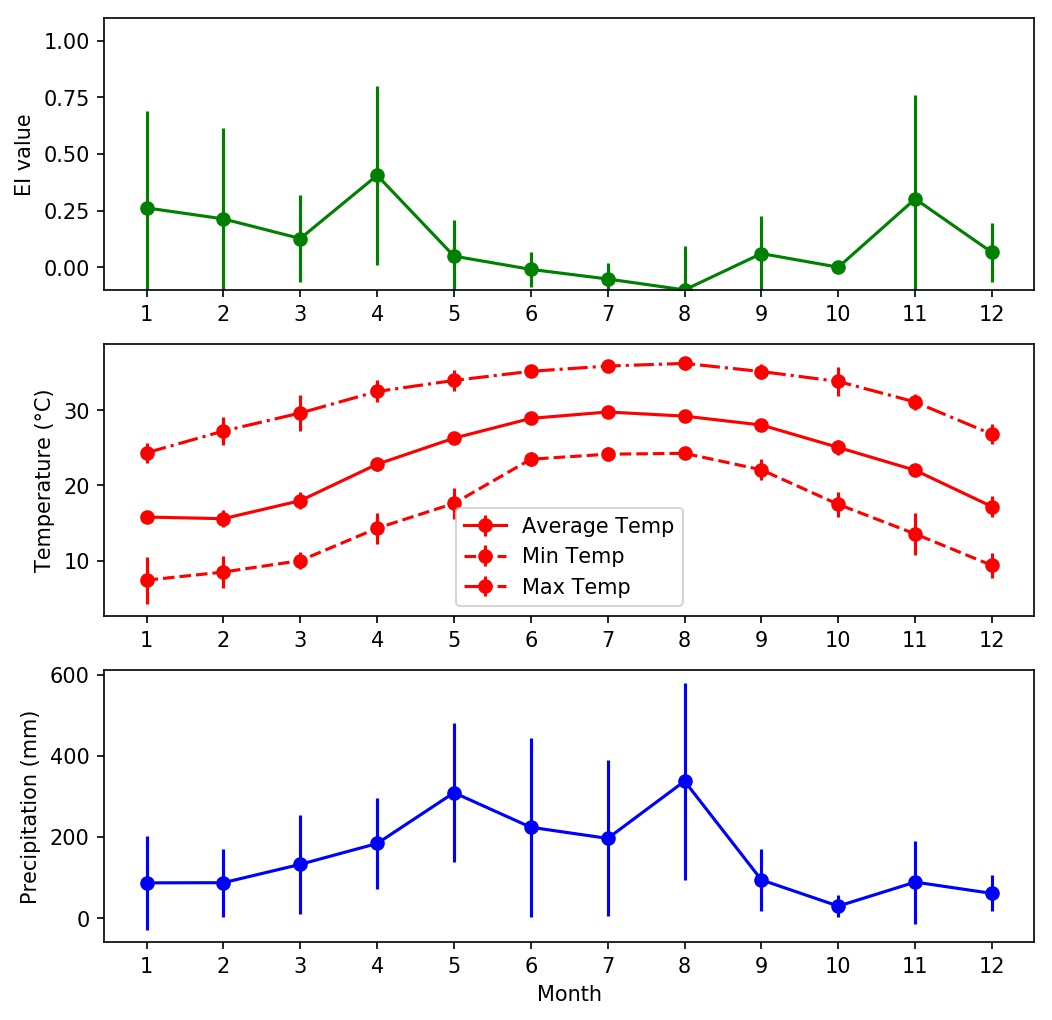 EI value
1.00
0.75
0.50
0.25
0.00
1 2 3 4 5 6 7 8 9 10 11 12
Temperature (°C)
30
20
10
Average Temp
Min Temp
Max Temp
1 2 3 4 5 6 7 8 9 10 11 12
Precipitation (mm)
600
400
200
0
1 2 3 4 5 6 7 8 9 10 11 12
Month